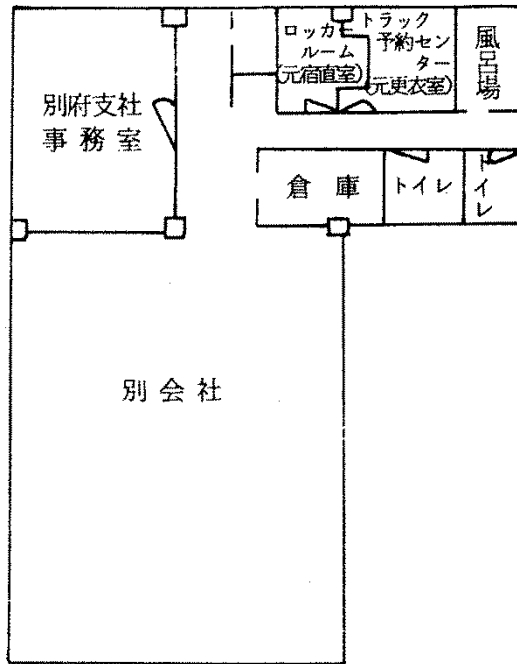 ロッカー
ルーム
(元宿直室)
トラック
予約セン
ター
(元更衣室)
風呂場
別府支社
事務室
倉庫
トイレ
トイレ
別会社